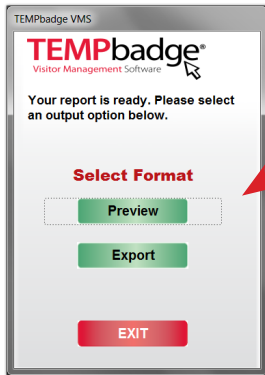 TEMPbadge VMS
TEMPbadge®
Visitor Management Software
Your report is ready. Please select
an output option below.
Select Format
Preview
Export
EXIT